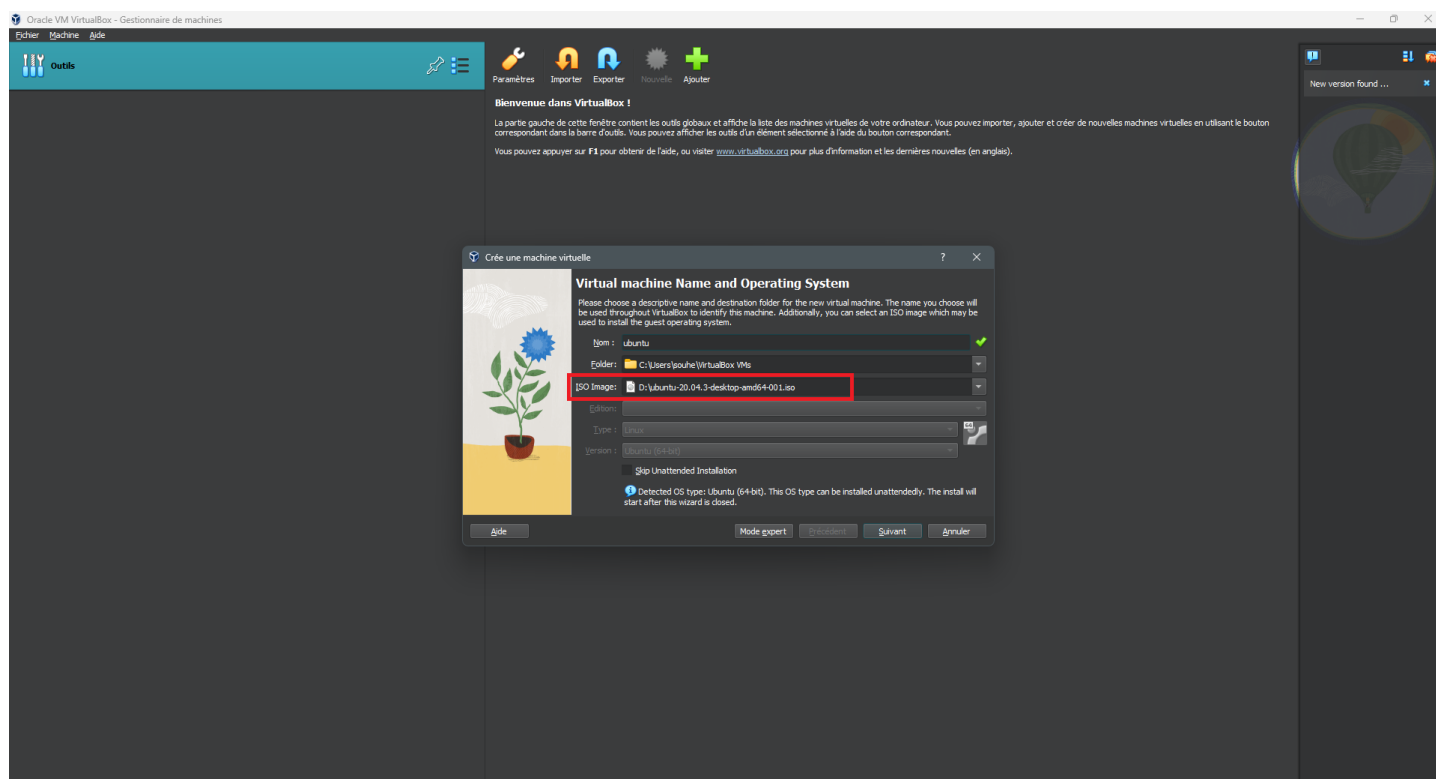 Oracle VM VirtualBox - Gestionnaire de machines
Fichier Machine Aide
Outils
Paramètres Importer Exporter Nouvelle Ajouter
New version found ...
Bienvenue dans VirtualBox !
La partie gauche de cette fenêtre contient les outils globaux et affiche la liste des machines virtuelles de votre ordinateur. Vous pouvez importer, ajouter et créer de nouvelles machines virtuelles en utilisant le bouton
correspondant dans la barre d'outils. Vous pouvez afficher les outils d'un élément sélectionné à l'aide du bouton correspondant.
Vous pouvez appuyer sur F1 pour obtenir de l'aide, ou visiter www.virtualbox.org pour plus d'information et les dernières nouvelles (en anglais).
Crée une machine virtuelle ?
Virtual machine Name and Operating System
Please choose a descriptive name and destination folder for the new virtual machine. The name you choose will
be used throughout VirtualBox to identify this machine. Additionally, you can select an ISO image which may be
used to install the guest operating system.
Nom : ubuntu
Folder: C:\Users\souhe\VirtualBox VMs
ISO Image: D:\ubuntu-20.04.3-desktop-amd64-001.iso
Edition:
Type : Linux
64
Version : Ubuntu (64-bit)
Skip Unattended Installation
Detected OS type: Ubuntu (64-bit). This OS type can be installed unattendedly. The install will
start after this wizard is closed.
Aide Mode expert Précédent Suivant Annuler